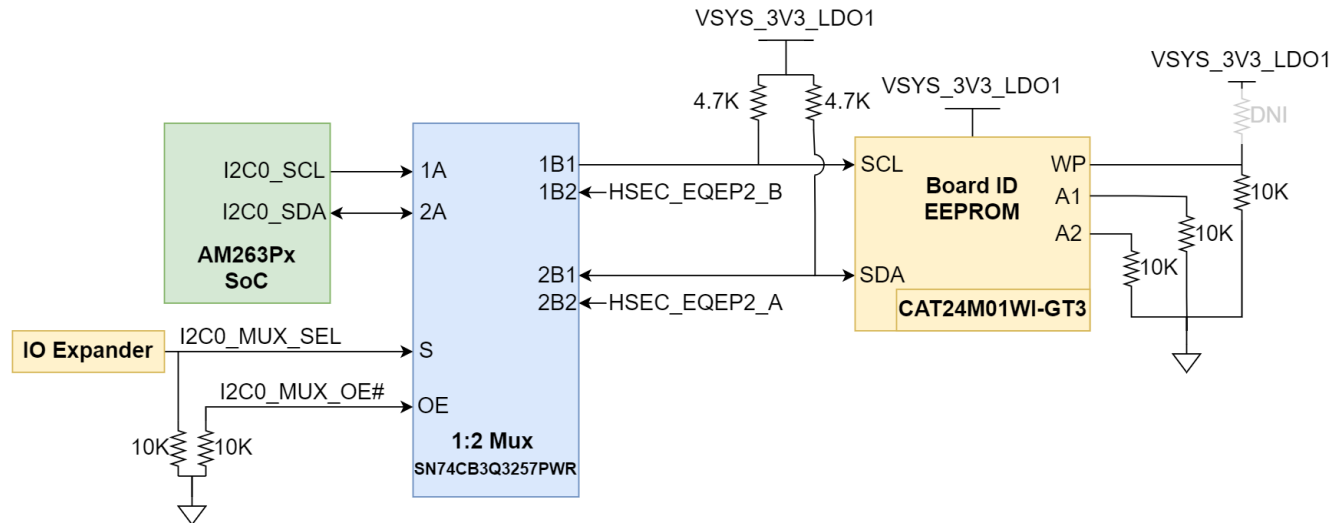 VSYS_3V3_LDO1
VSYS_3V3_LDO1
VSYS_3V3_LDO1
4.7K
4.7K
DNI
I2C0_SCL
1A
1B1
SCL
WP
Board ID
EEPROM
1B2
HSEC_EQEP2_B
A1
10K
I2C0_SDA
2A
A2
10K
10K
AM263Px
SoC
2B1
SDA
2B2
HSEC_EQEP2_A
CAT24M01WI-GT3
IO Expander
I2C0_MUX_SEL
S
I2C0_MUX_OE#
OE
10K
10K
1:2 Mux
SN74CB3Q3257PWR